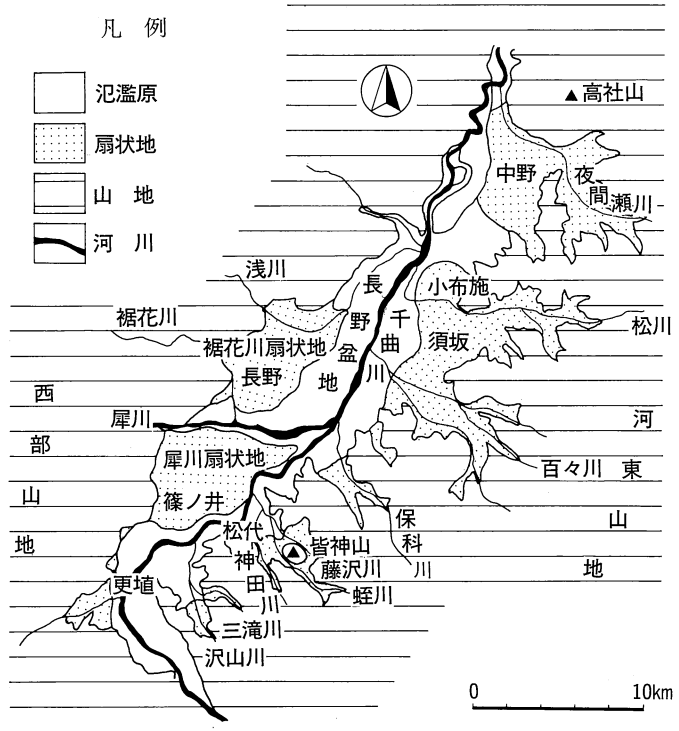 凡 例
氾濫原
扇状地
山 地
河 川
高社山
中野
夜間瀬川
浅川
長野盆地
小布施
千曲川
裾花川
松川
裾花川扇状地
須坂
長野
西部山地
犀川
河東山地
犀川扇状地
百々川
篠ノ井
保科川
松代
皆神山
神田川
藤沢川
更埴
蛭川
三滝川
沢山川
0 10km